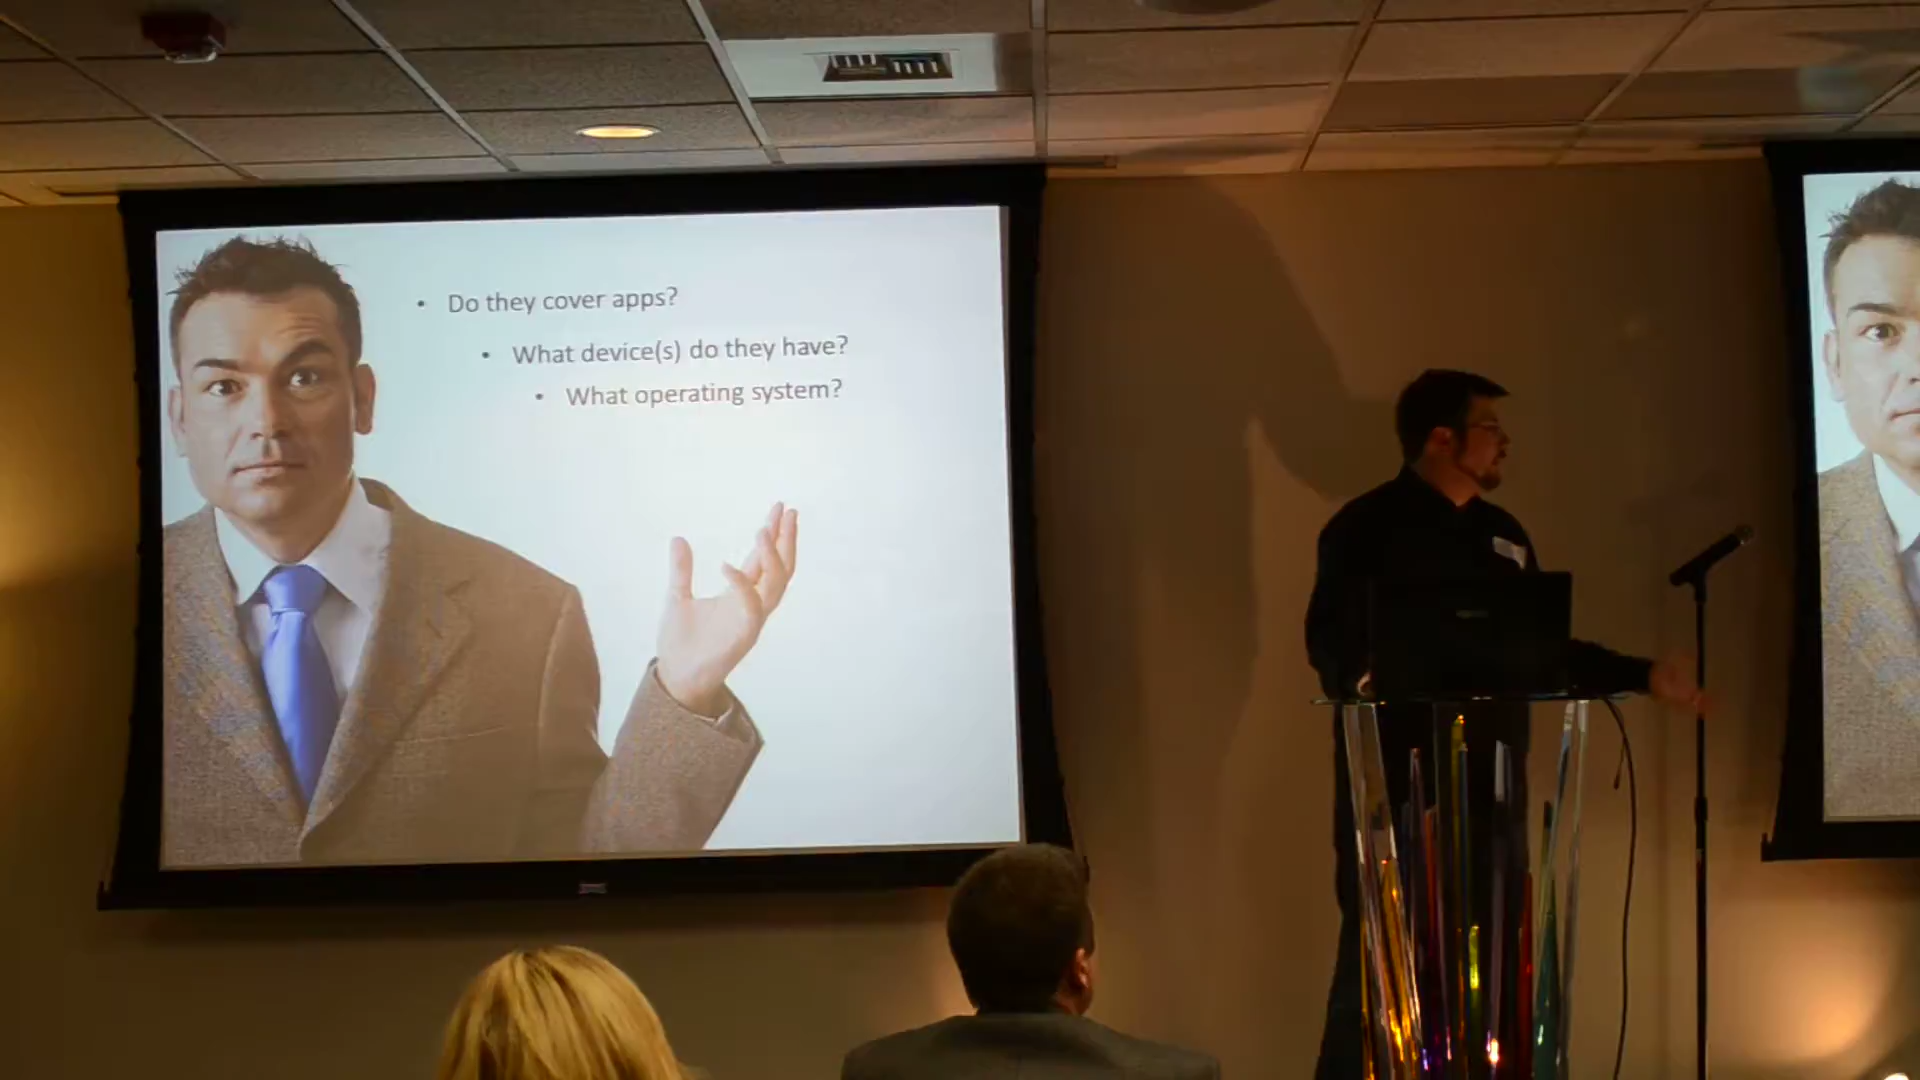 • Do they cover apps?
• What device(s) do they have?
• What operating system?